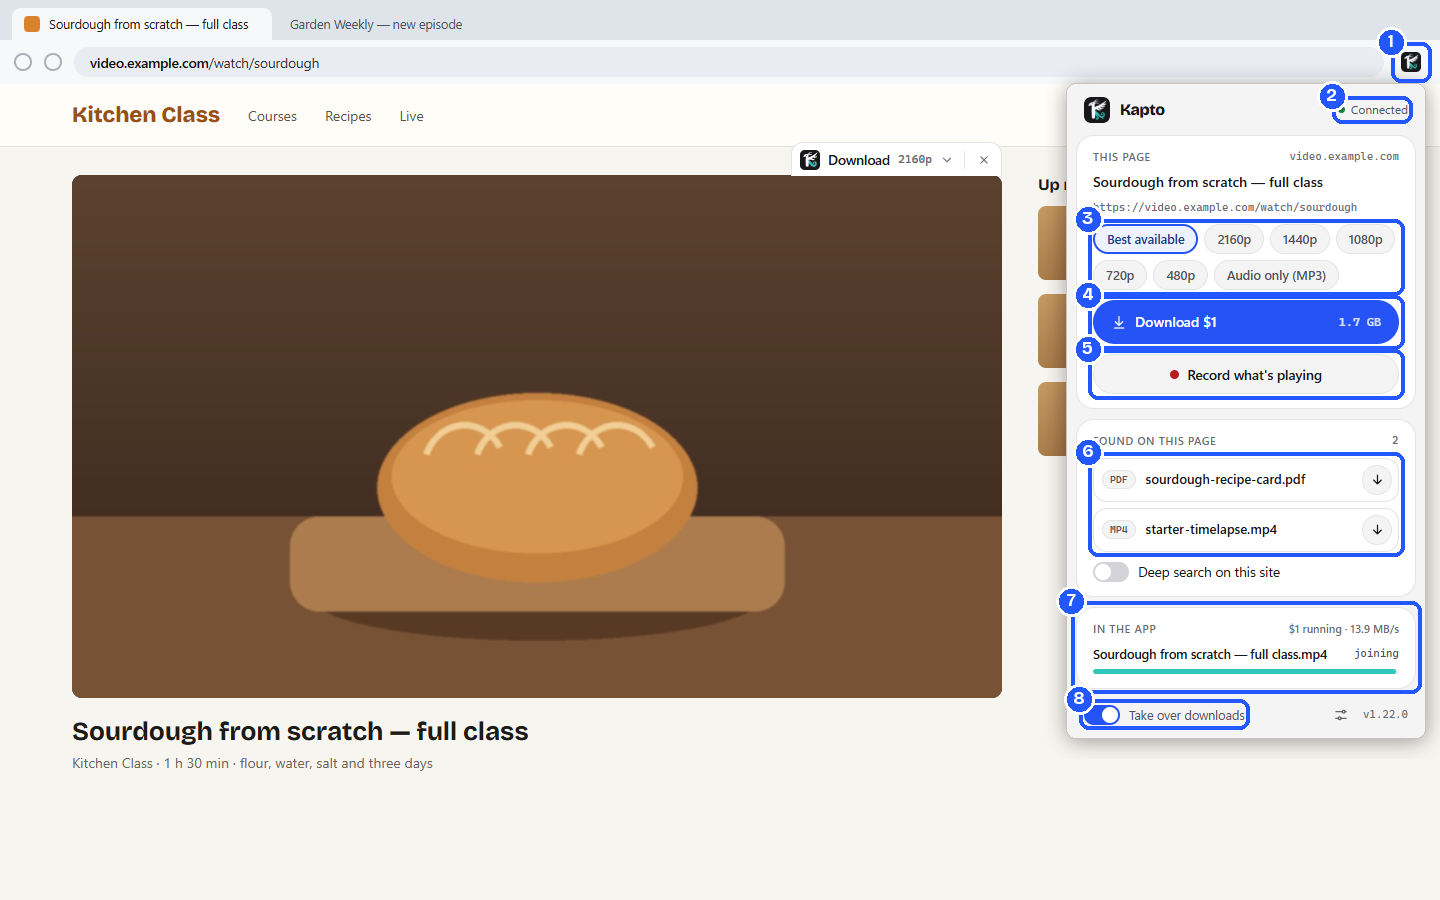 Sourdough from scratch — full class
Garden Weekly — new episode
video.example.com/watch/sourdough
1
Kitchen Class
Courses
Recipes
Live
Kapto
2
Connected
Download 2160p
THIS PAGE
video.example.com
Sourdough from scratch — full class
https://video.example.com/watch/sourdough
Up
3
Best available
2160p
1440p
1080p
720p
480p
Audio only (MP3)
4
Download $1
1.7 GB
5
Record what's playing
FOUND ON THIS PAGE
2
6
PDF
sourdough-recipe-card.pdf
MP4
starter-timelapse.mp4
Deep search on this site
7
IN THE APP
$1 running · 13.9 MB/s
Sourdough from scratch — full class.mp4
joining
8
Take over downloads
v1.22.0
Sourdough from scratch — full class
Kitchen Class · 1 h 30 min · flour, water, salt and three days